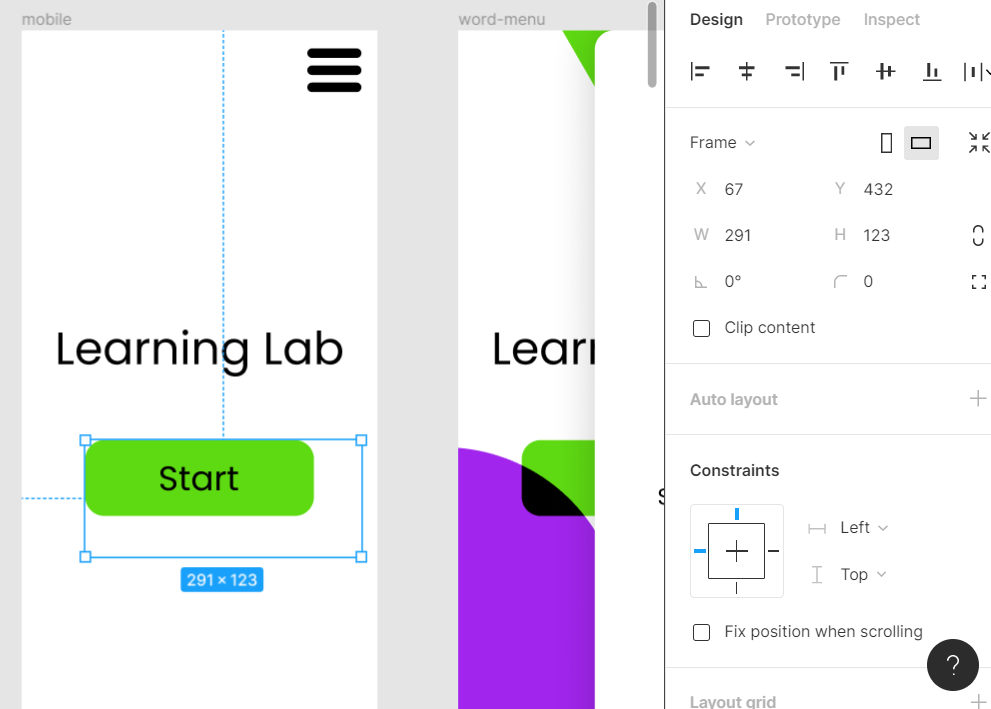 mobile
word-menu
Learning Lab
Start
291 × 123
Learn
S
Design Prototype Inspect
Frame
X 67 Y 432
W 291 H 123
0° 0
Clip content
Auto layout
Constraints
Left
Top
Fix position when scrolling
?
Layout grid